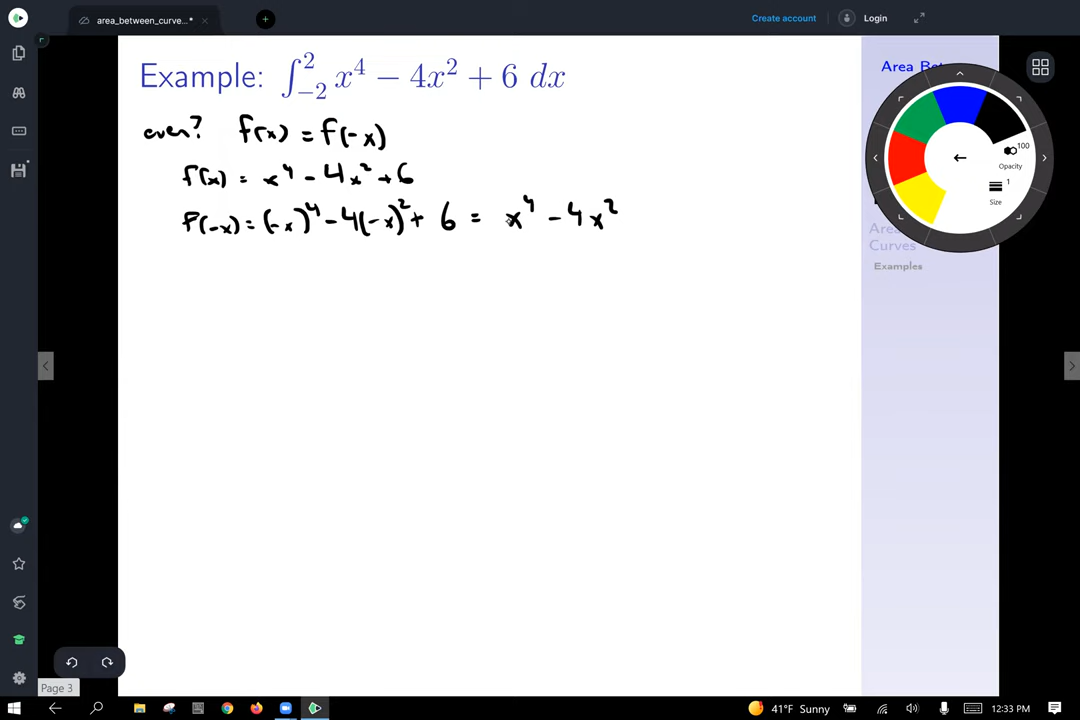 area_between_curve...*
Create account
Login
Example: ∫_{-2}^{2} x^4 − 4x^2 + 6 dx
even? f(x) = f(-x)
f(x) = x^4 - 4x^2 + 6
f(-x) = (-x)^4 - 4(-x)^2 + 6 = x^4 - 4x^2
Area Be
Area
Curves
Examples
100
Opacity
1
Size
Page 3
41°F Sunny
12:33 PM